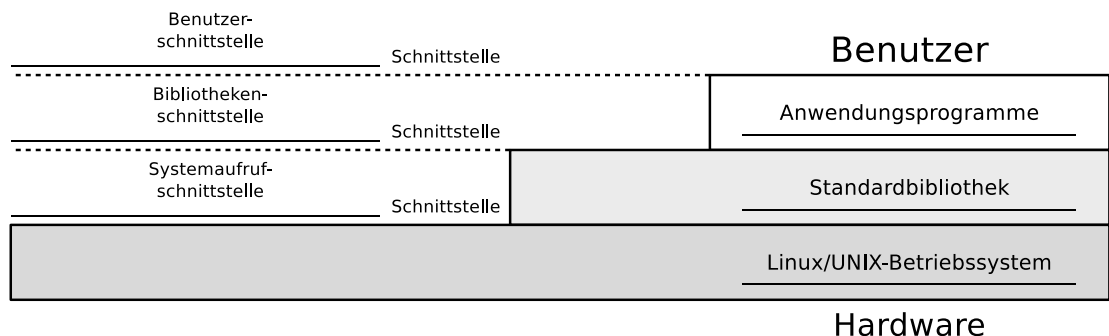 Benutzer-
schnittstelle
Schnittstelle
Benutzer
Bibliotheken-
schnittstelle
Schnittstelle
Anwendungsprogramme
Systemaufruf-
schnittstelle
Schnittstelle
Standardbibliothek
Linux/UNIX-Betriebssystem
Hardware